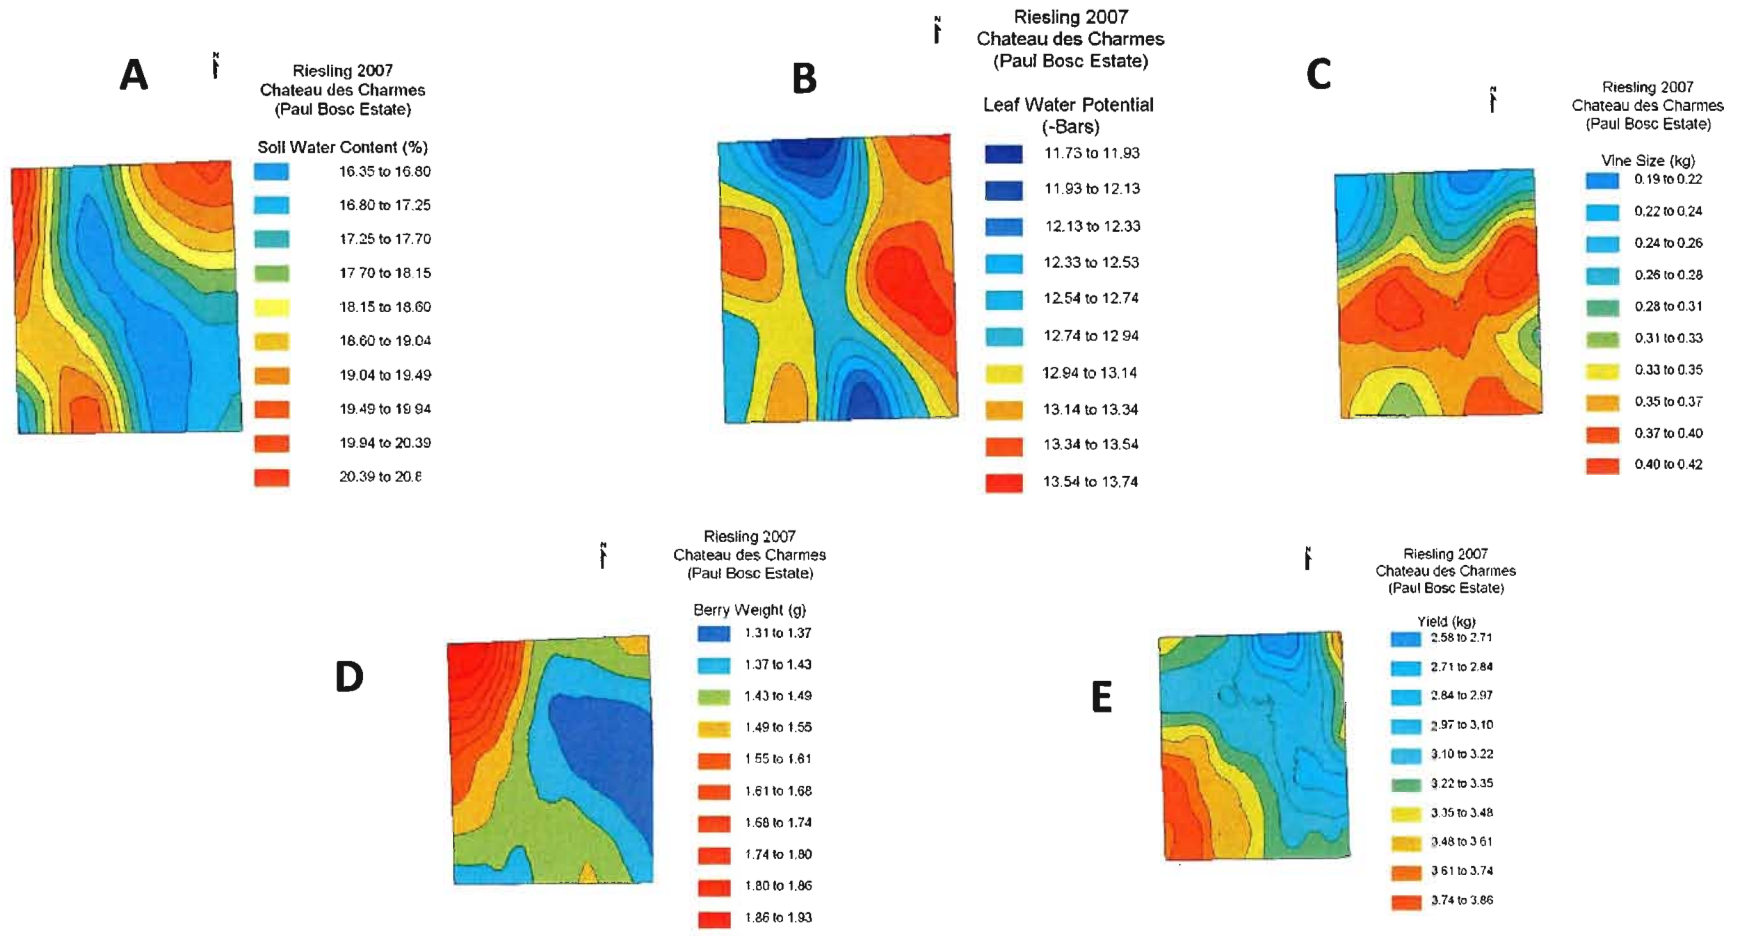 A
N
Riesling 2007
Chateau des Charmes
(Paul Bosc Estate)
Soil Water Content (%)
16.35 to 16.80
16.80 to 17.25
17.25 to 17.70
17.70 to 18.15
18.15 to 18.60
18.60 to 19.04
19.04 to 19.49
19.49 to 19.94
19.94 to 20.39
20.39 to 20.8
B
N
Riesling 2007
Chateau des Charmes
(Paul Bosc Estate)
Leaf Water Potential
(-Bars)
11.73 to 11.93
11.93 to 12.13
12.13 to 12.33
12.33 to 12.53
12.54 to 12.74
12.74 to 12.94
12.94 to 13.14
13.14 to 13.34
13.34 to 13.54
13.54 to 13.74
C
N
Riesling 2007
Chateau des Charmes
(Paul Bosc Estate)
Vine Size (kg)
0.19 to 0.22
0.22 to 0.24
0.24 to 0.26
0.26 to 0.28
0.28 to 0.31
0.31 to 0.33
0.33 to 0.35
0.35 to 0.37
0.37 to 0.40
0.40 to 0.42
D
N
Riesling 2007
Chateau des Charmes
(Paul Bosc Estate)
Berry Weight (g)
1.31 to 1.37
1.37 to 1.43
1.43 to 1.49
1.49 to 1.55
1.55 to 1.61
1.61 to 1.68
1.68 to 1.74
1.74 to 1.80
1.80 to 1.86
1.86 to 1.93
E
N
Riesling 2007
Chateau des Charmes
(Paul Bosc Estate)
Yield (kg)
2.58 to 2.71
2.71 to 2.84
2.84 to 2.97
2.97 to 3.10
3.10 to 3.22
3.22 to 3.35
3.35 to 3.48
3.48 to 3.61
3.61 to 3.74
3.74 to 3.86